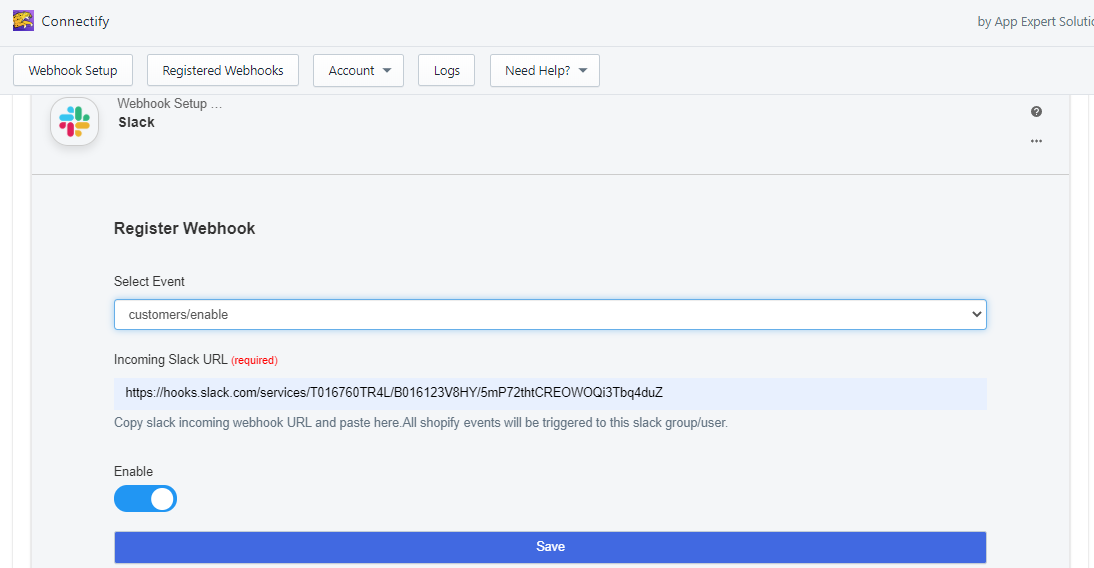 Connectify
by App Expert Solutio
Webhook Setup
Registered Webhooks
Account
Logs
Need Help?
Webhook Setup ...
Slack
Register Webhook
Select Event
customers/enable
Incoming Slack URL (required)
https://hooks.slack.com/services/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
Copy slack incoming webhook URL and paste here.All shopify events will be triggered to this slack group/user.
Enable
Save